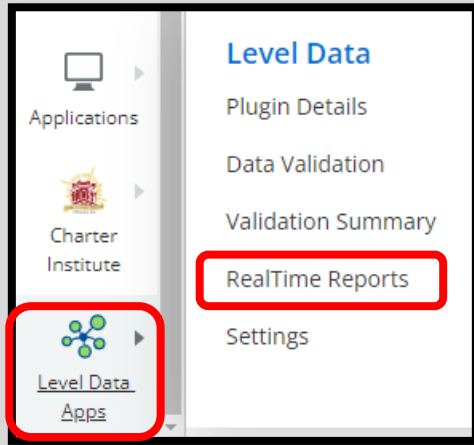 Applications
Charter
Institute
Level Data
Apps
Level Data
Plugin Details
Data Validation
Validation Summary
RealTime Reports
Settings